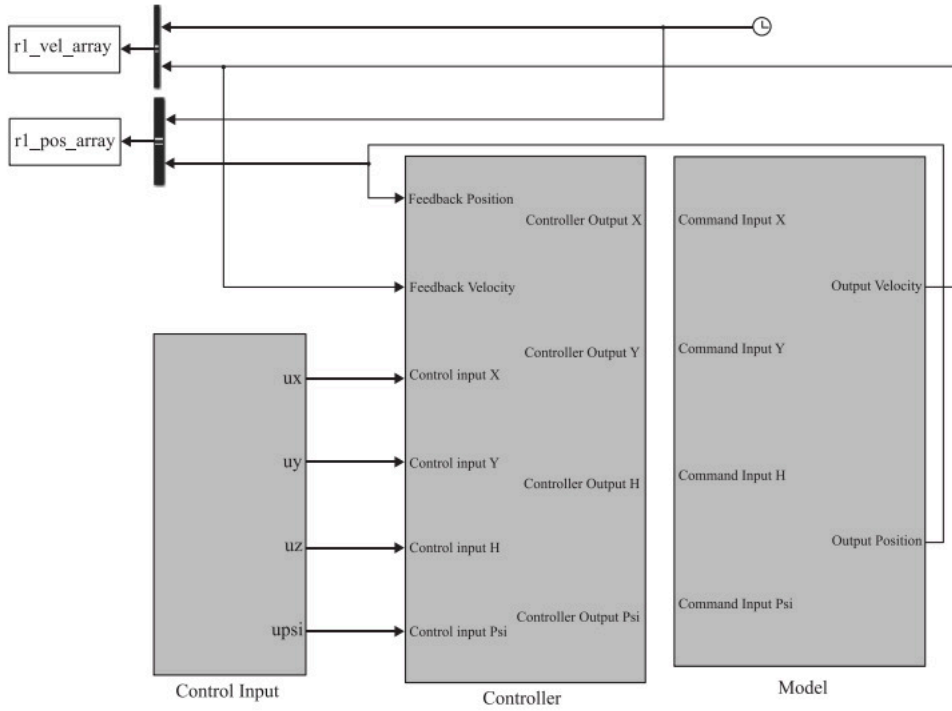 r1_vel_array
r1_pos_array
Feedback Position
Controller Output X
Command Input X
Feedback Velocity
Output Velocity
Controller Output Y
Command Input Y
ux
Control input X
uy
Control input Y
Controller Output H
Command Input H
uz
Control input H
Output Position
upsi
Control input Psi
Controller Output Psi
Command Input Psi
Control Input
Controller
Model